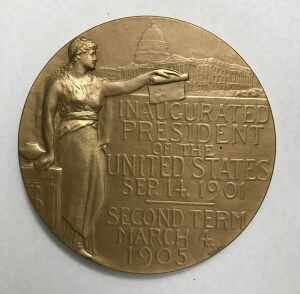 INAUGURATED
PRESIDENT
OF THE
UNITED STATES
SEP. 14. 1901
SECOND TERM
MARCH 4.
1905